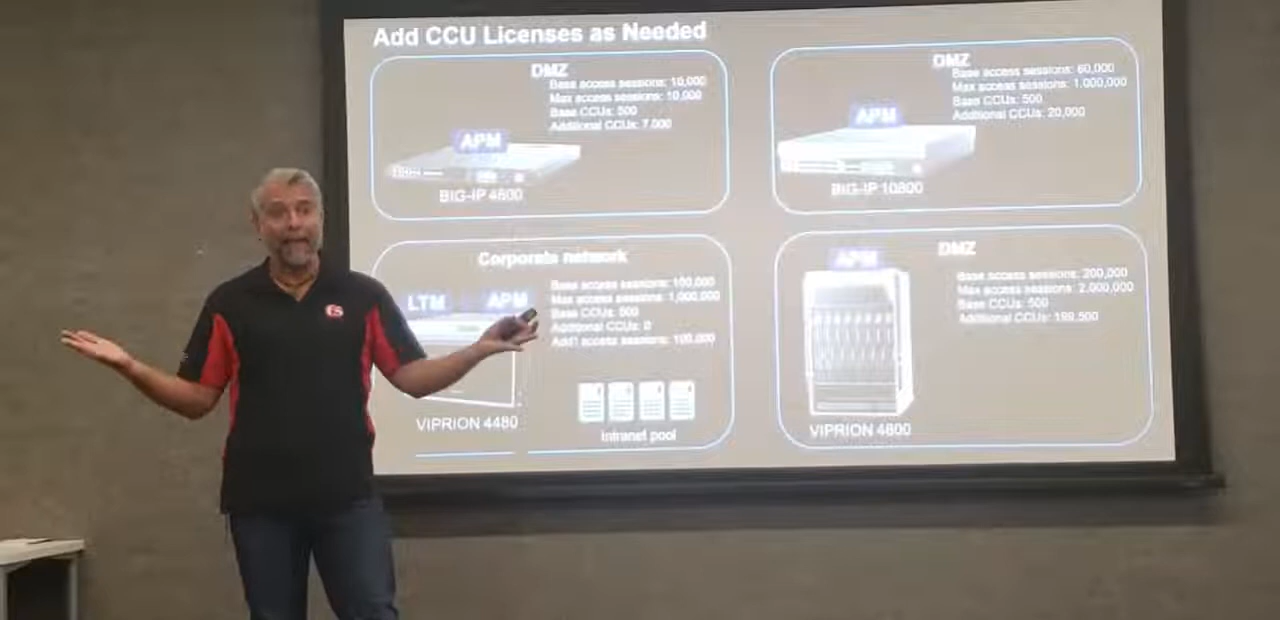 Add CCU Licenses as Needed
DMZ
Base access sessions: 10,000
Max access sessions: 10,000
Base CCUs: 500
Additional CCUs: 7,000
APM
BIG-IP 4600
DMZ
Base access sessions: 60,000
Max access sessions: 1,000,000
Base CCUs: 500
Additional CCUs: 20,000
APM
BIG-IP 10800
Corporate network
Base access sessions: 100,000
Max access sessions: 1,000,000
Base CCUs: 500
Additional CCUs: 0
Add'l access sessions: 100,000
LTM
APM
VIPRION 4480
Intranet pool
DMZ
Base access sessions: 200,000
Max access sessions: 2,000,000
Base CCUs: 500
Additional CCUs: 199,500
APM
VIPRION 4800
f5